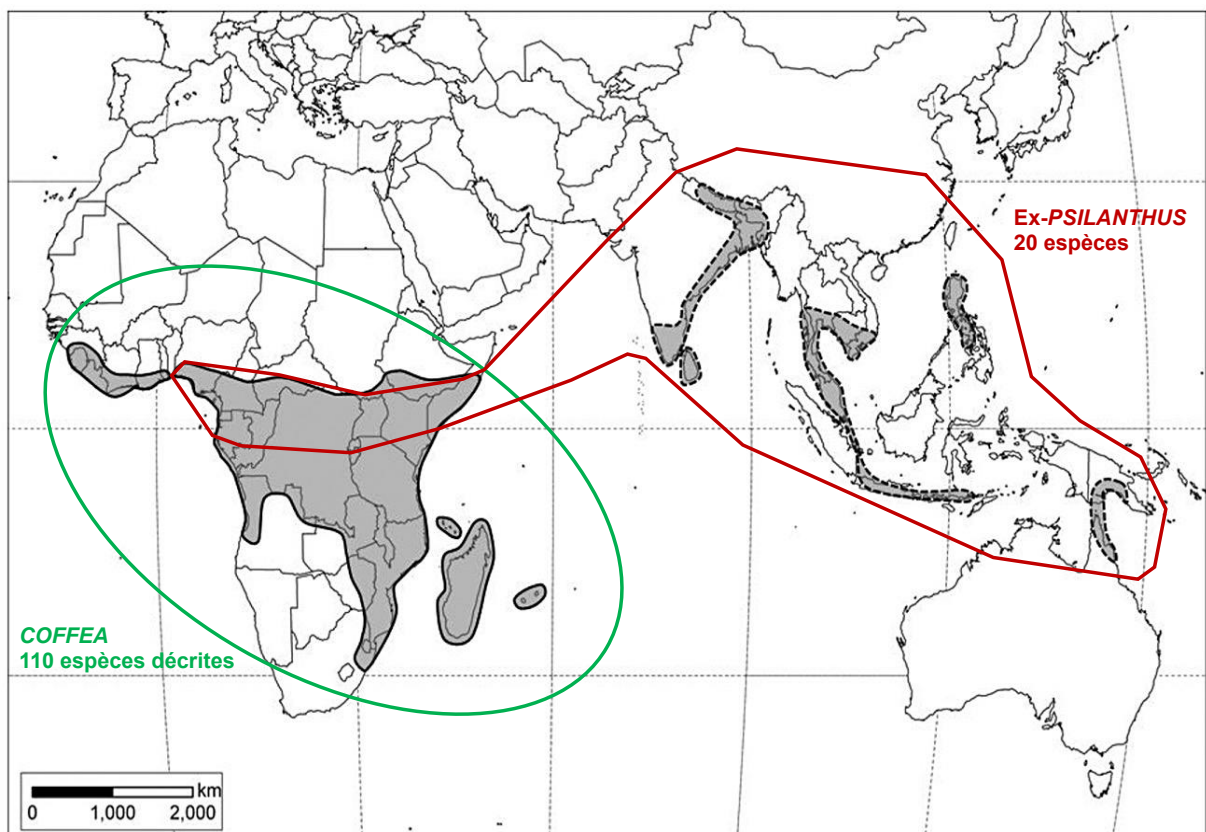 Ex-PSILANTHUS
20 espèces
COFFEA
110 espèces décrites
km
0 1,000 2,000